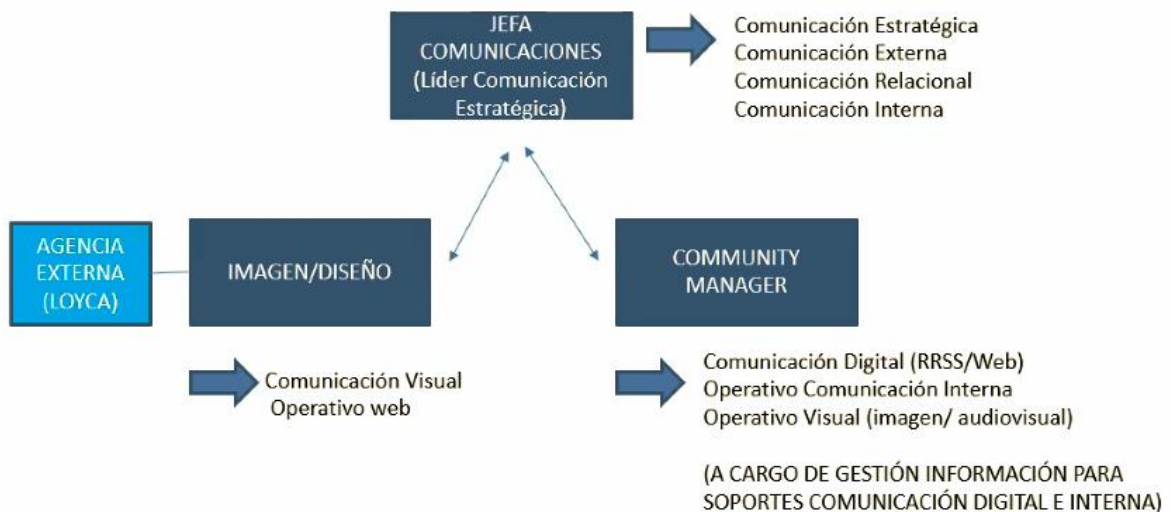 JEFA
COMUNICACIONES
(Líder Comunicación
Estratégica)
Comunicación Estratégica
Comunicación Externa
Comunicación Relacional
Comunicación Interna
AGENCIA
EXTERNA
(LOYCA)
IMAGEN/DISEÑO
COMMUNITY
MANAGER
Comunicación Visual
Operativo web
Comunicación Digital (RRSS/Web)
Operativo Comunicación Interna
Operativo Visual (imagen/ audiovisual)
(A CARGO DE GESTIÓN INFORMACIÓN PARA
SOPORTES COMUNICACIÓN DIGITAL E INTERNA)